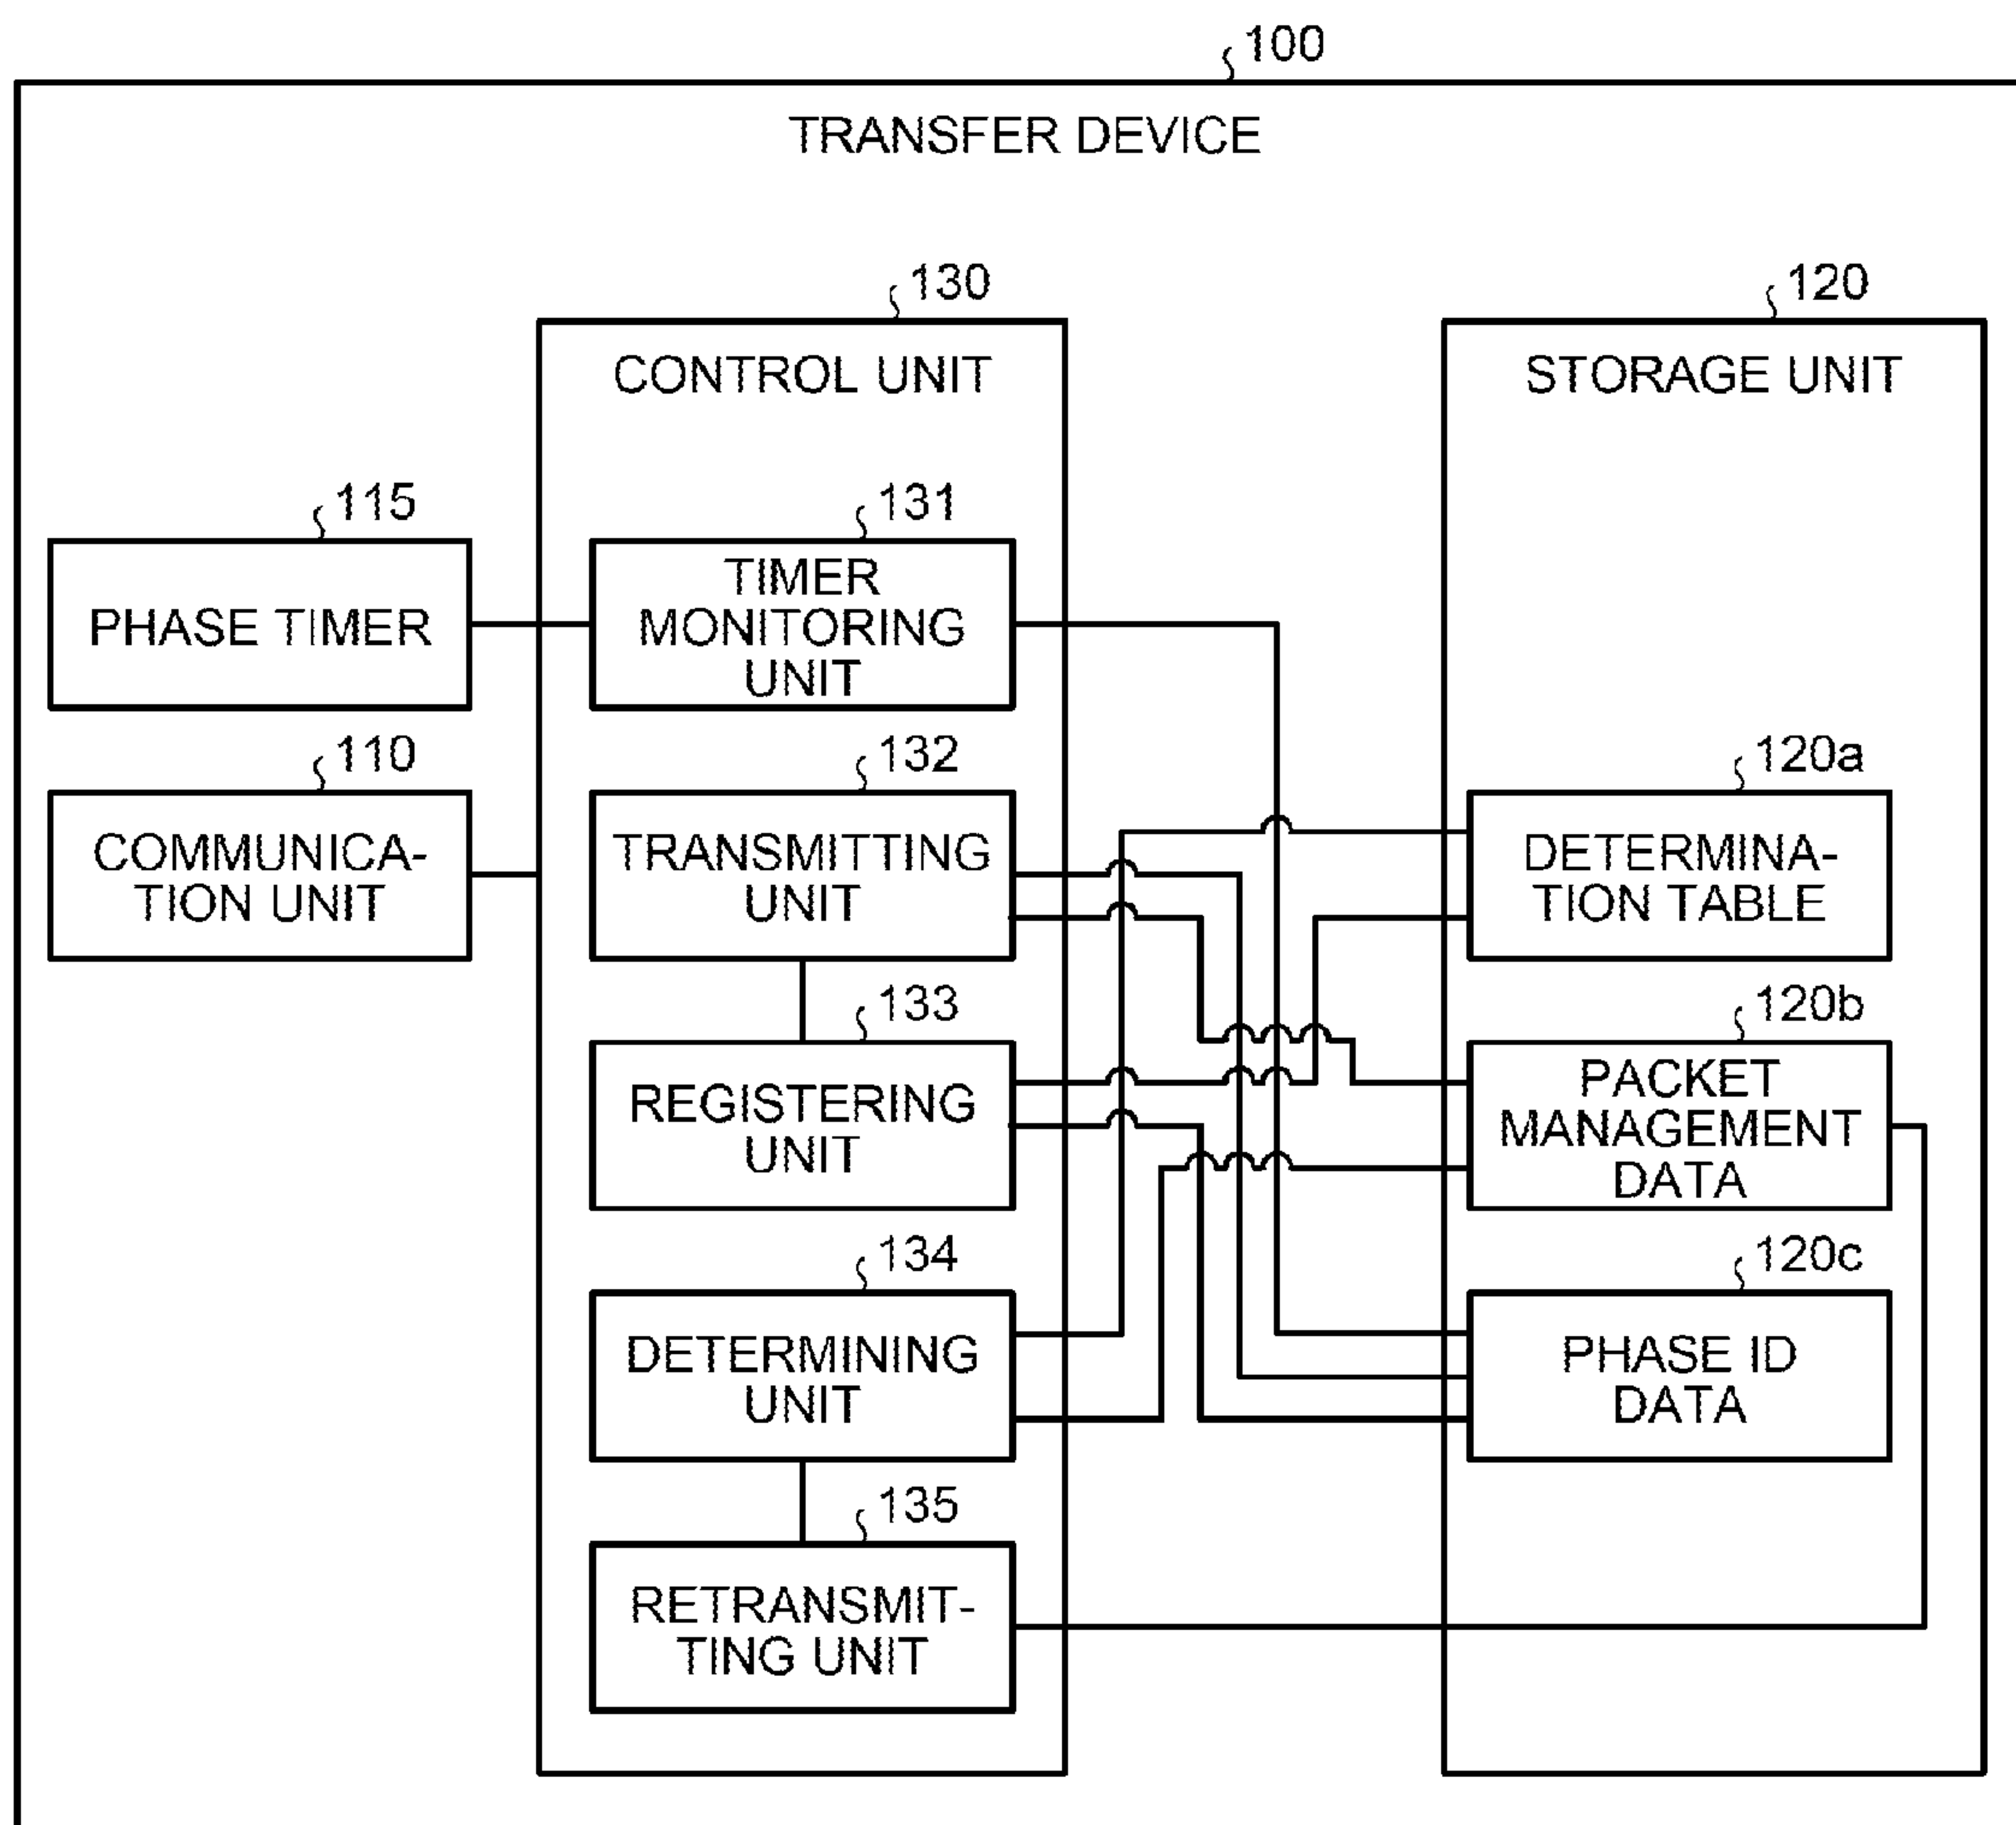 100
TRANSFER DEVICE
130
CONTROL UNIT
120
STORAGE UNIT
115
PHASE TIMER
131
TIMER
MONITORING
UNIT
110
COMMUNICA-
TION UNIT
132
TRANSMITTING
UNIT
120a
DETERMINA-
TION TABLE
133
REGISTERING
UNIT
120b
PACKET
MANAGEMENT
DATA
134
DETERMINING
UNIT
120c
PHASE ID
DATA
135
RETRANSMIT-
TING UNIT